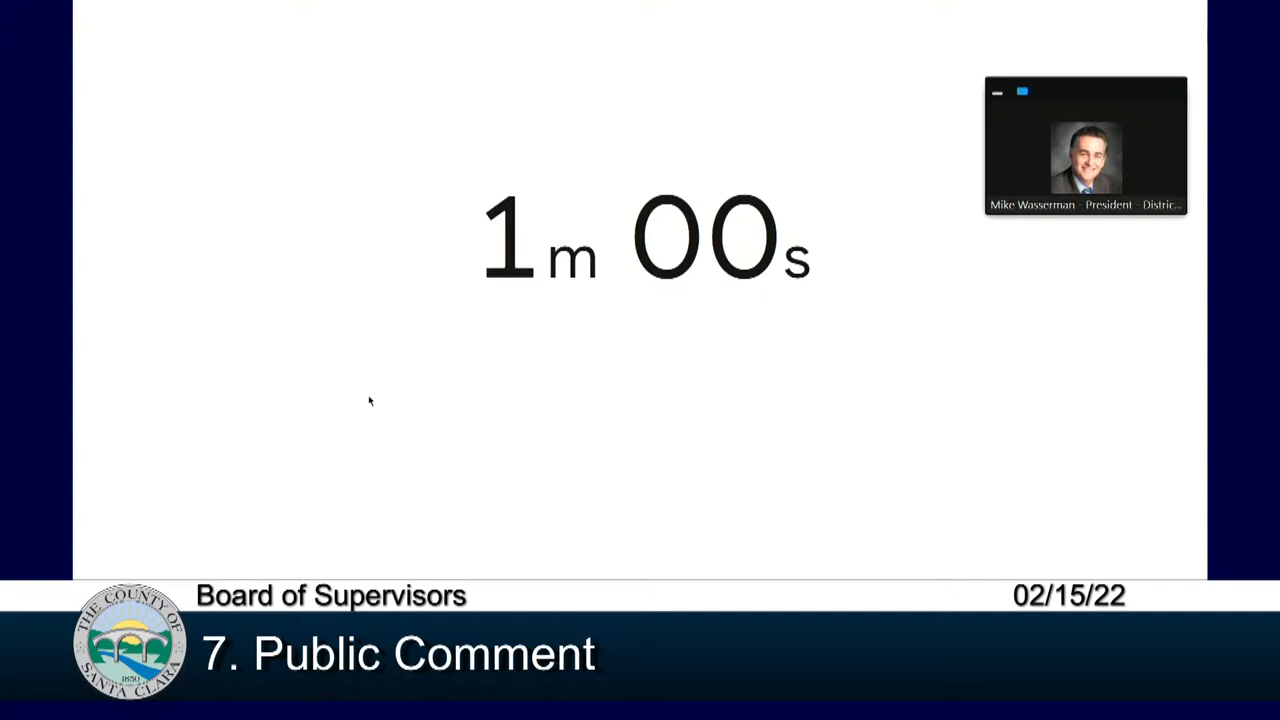 Mike Wasserman - President - Distric...
1m 00s
Board of Supervisors
02/15/22
THE COUNTY OF
SANTA CLARA
1850
7. Public Comment